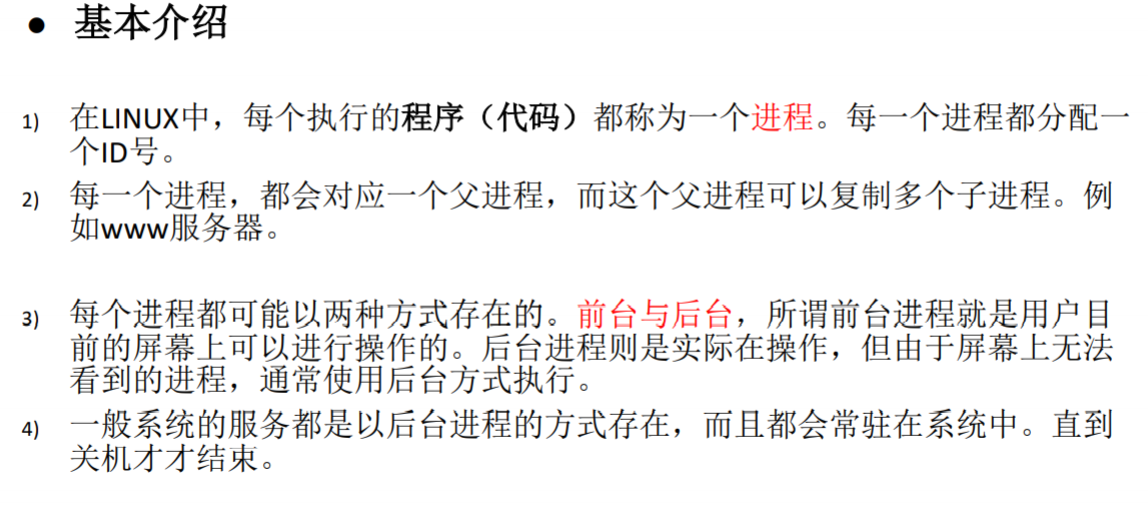 ● 基本介绍
1) 在LINUX中，每个执行的程序（代码）都称为一个进程。每一个进程都分配一
个ID号。
2) 每一个进程，都会对应一个父进程，而这个父进程可以复制多个子进程。例
如www服务器。
3) 每个进程都可能以两种方式存在的。前台与后台，所谓前台进程就是用户目
前的屏幕上可以进行操作的。后台进程则是实际在操作，但由于屏幕上无法
看到的进程，通常使用后台方式执行。
4) 一般系统的服务都是以后台进程的方式存在，而且都会常驻在系统中。直到
关机才才结束。